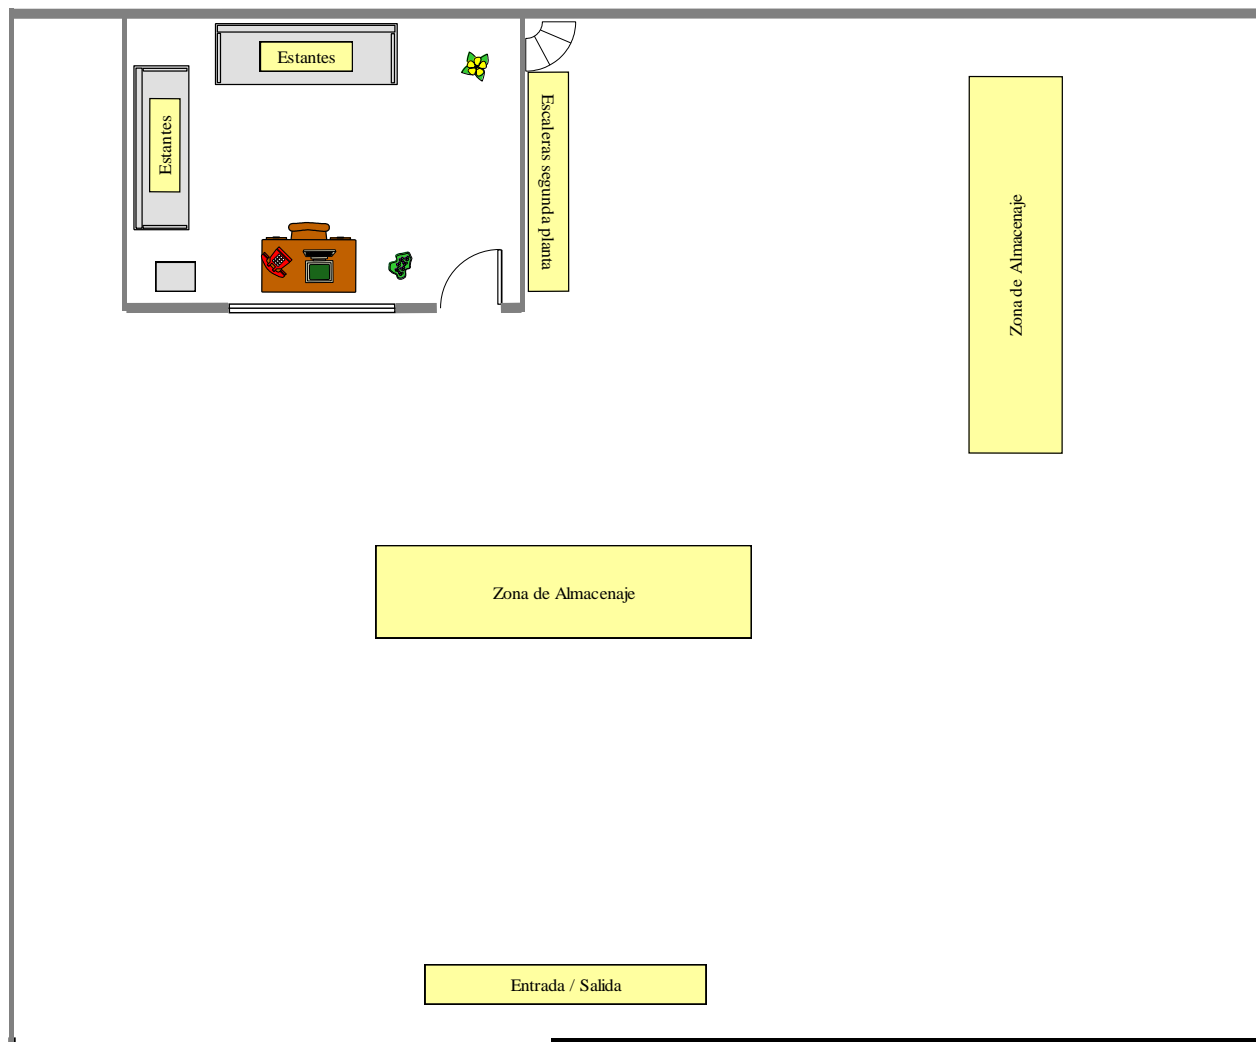 Estantes
Estantes
Escaleras segunda planta
Zona de Almacenaje
Zona de Almacenaje
Entrada / Salida